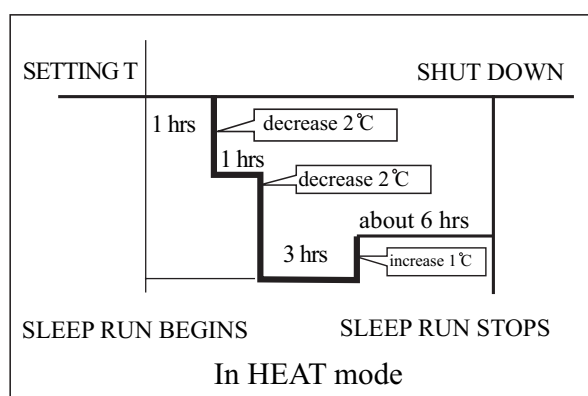 SETTING T
SHUT DOWN
1 hrs
decrease 2℃
1 hrs
decrease 2℃
about 6 hrs
3 hrs
increase 1℃
SLEEP RUN BEGINS
SLEEP RUN STOPS
In HEAT mode